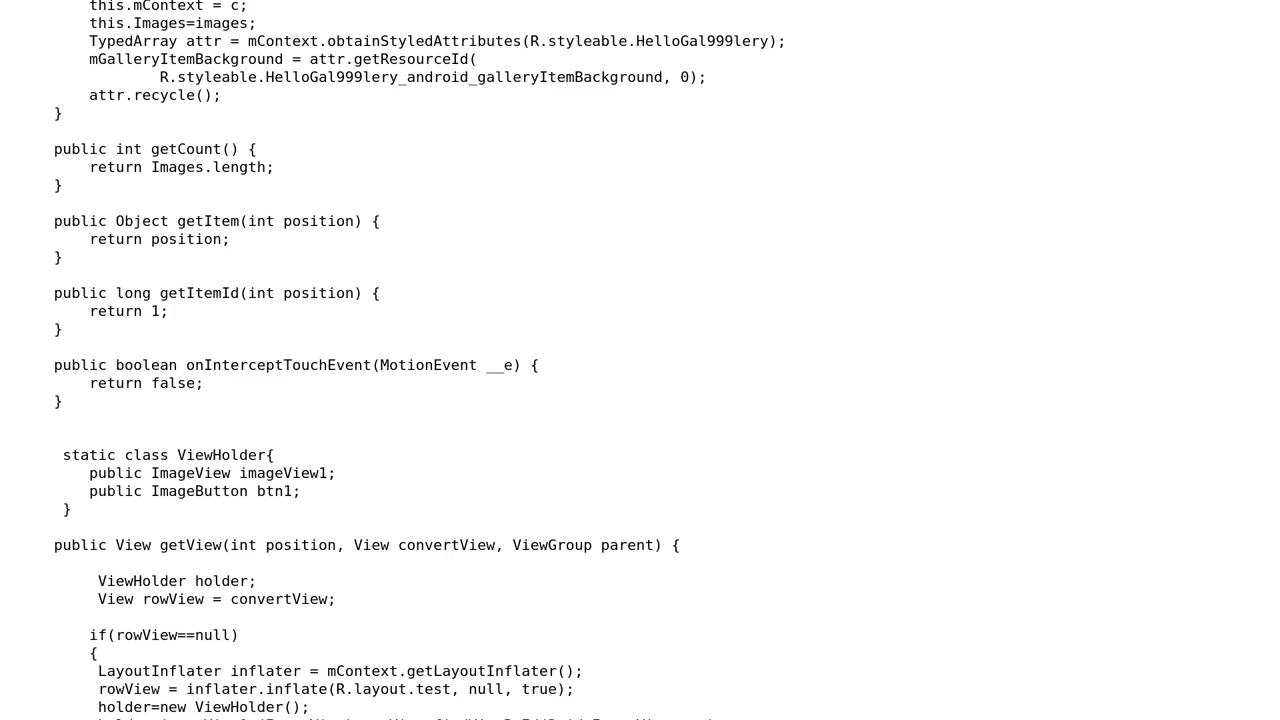 this.mContext = c;
this.Images=images;
TypedArray attr = mContext.obtainStyledAttributes(R.styleable.HelloGal999lery);
mGalleryItemBackground = attr.getResourceId(
R.styleable.HelloGal999lery_android_galleryItemBackground, 0);
attr.recycle();
}
public int getCount() {
return Images.length;
}
public Object getItem(int position) {
return position;
}
public long getItemId(int position) {
return 1;
}
public boolean onInterceptTouchEvent(MotionEvent __e) {
return false;
}
static class ViewHolder{
public ImageView imageView1;
public ImageButton btn1;
}
public View getView(int position, View convertView, ViewGroup parent) {
ViewHolder holder;
View rowView = convertView;
if(rowView==null)
{
LayoutInflater inflater = mContext.getLayoutInflater();
rowView = inflater.inflate(R.layout.test, null, true);
holder=new ViewHolder();